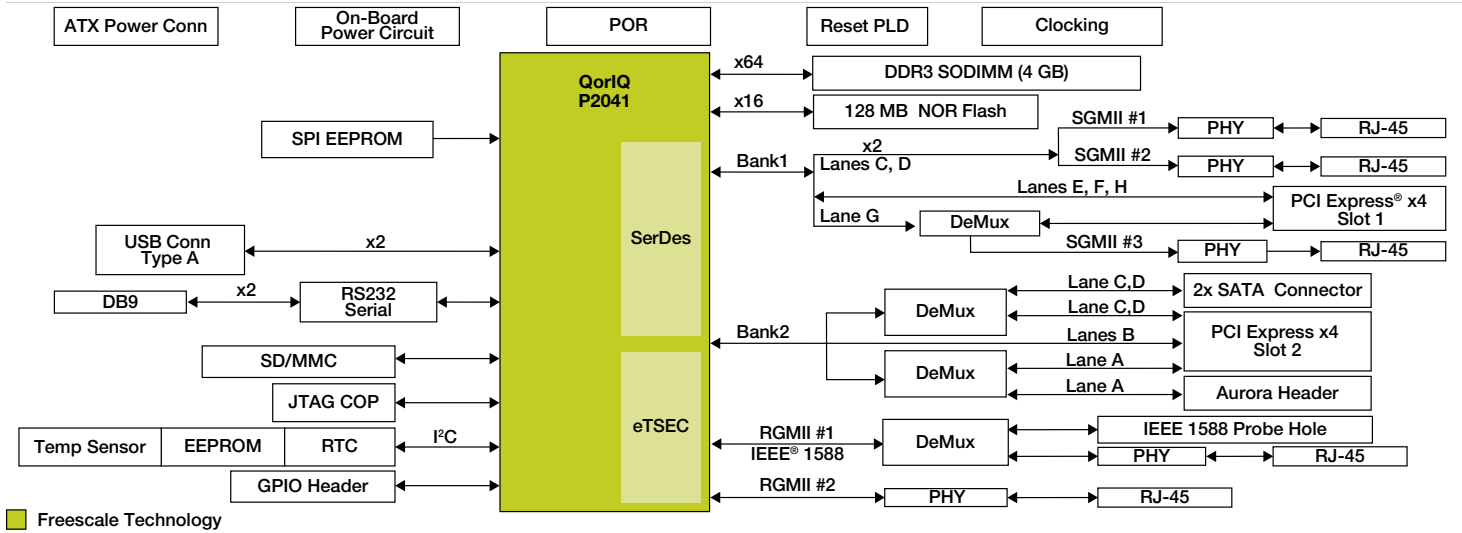 ATX Power Conn
On-Board
Power Circuit
POR
Reset PLD
Clocking
QorIQ
P2041
x64
DDR3 SODIMM (4 GB)
x16
128 MB NOR Flash
SPI EEPROM
SGMII #1
PHY
RJ-45
Bank1
x2
Lanes C, D
SGMII #2
PHY
RJ-45
Lanes E, F, H
PCI Express® x4
Slot 1
Lane G
DeMux
SerDes
SGMII #3
PHY
RJ-45
USB Conn
Type A
x2
DB9
x2
RS232
Serial
DeMux
Lane C,D
2x SATA Connector
Lane C,D
Bank2
Lanes B
PCI Express x4
Slot 2
SD/MMC
DeMux
Lane A
Lane A
Aurora Header
JTAG COP
eTSEC
RGMII #1
IEEE® 1588
DeMux
IEEE 1588 Probe Hole
PHY
RJ-45
Temp Sensor
EEPROM
RTC
I²C
GPIO Header
RGMII #2
PHY
RJ-45
Freescale Technology